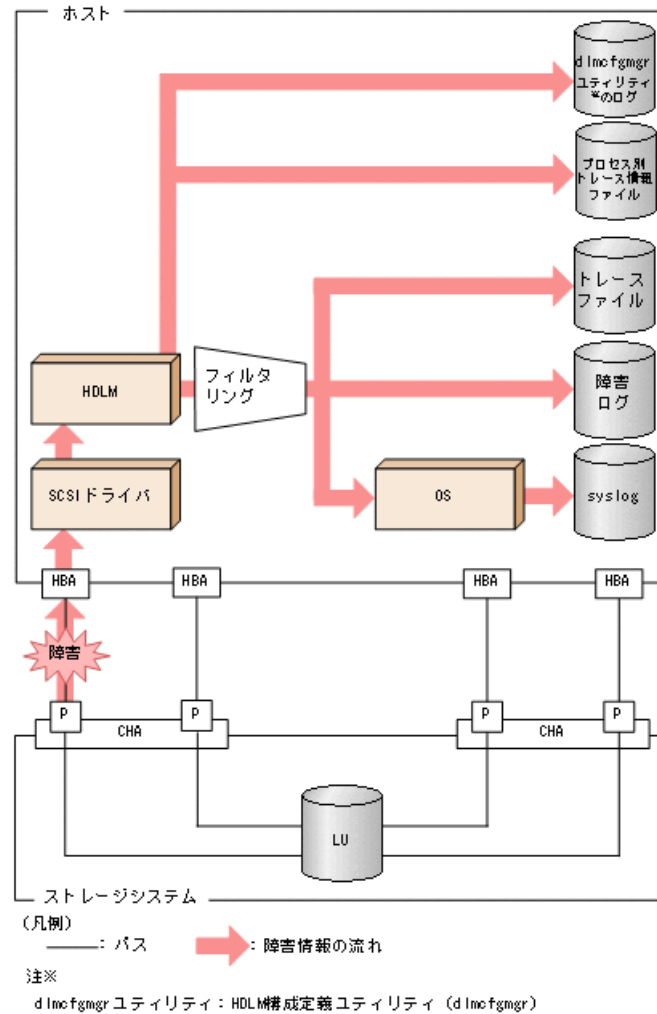 ホスト
dlmcfgmgr
ユティリティ
※のログ
プロセス別
トレース情報
ファイル
トレース
ファイル
HDLM
フィルタ
リング
障害
ログ
SCSIドライバ
OS
syslog
HBA
HBA
HBA
HBA
障害
P
P
P
P
CHA
CHA
LU
ストレージシステム
(凡例)
: パス
: 障害情報の流れ
注※
dlmcfgmgrユティリティ:HDLM構成定義ユティリティ(dlmcfgmgr)